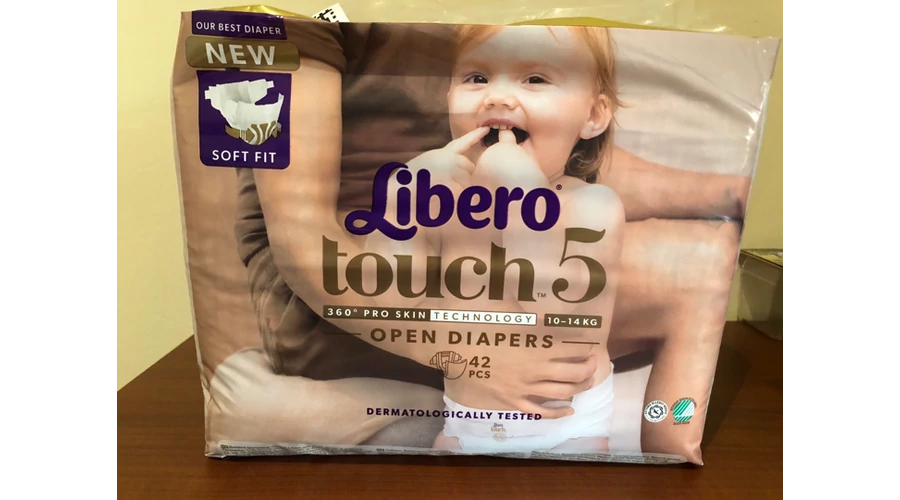 OUR BEST DIAPER
NEW
SOFT FIT
Libero®
touch™ 5
360° PRO SKIN TECHNOLOGY 10-14 KG
OPEN DIAPERS
42
PCS
DERMATOLOGICALLY TESTED